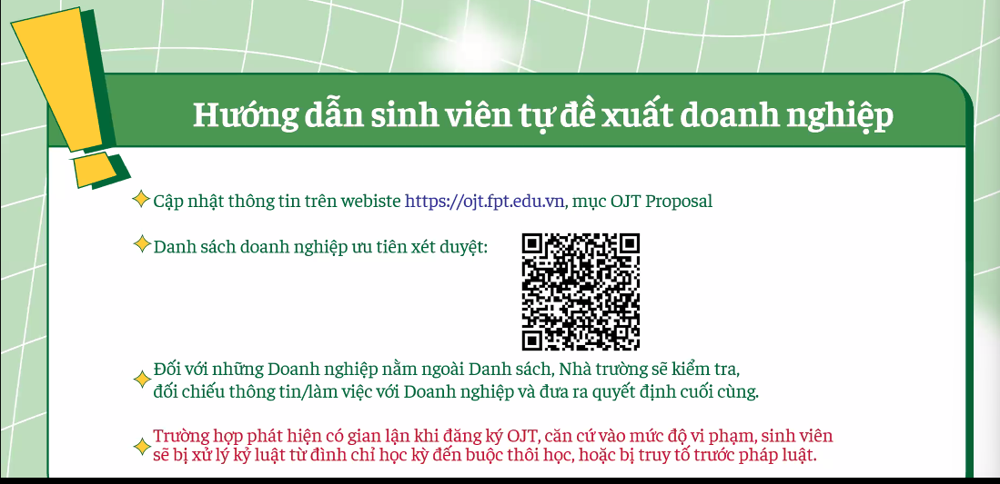 Hướng dẫn sinh viên tự đề xuất doanh nghiệp
Cập nhật thông tin trên webiste https://ojt.fpt.edu.vn, mục OJT Proposal
Danh sách doanh nghiệp ưu tiên xét duyệt:
Đối với những Doanh nghiệp nằm ngoài Danh sách, Nhà trường sẽ kiểm tra,
đối chiếu thông tin/làm việc với Doanh nghiệp và đưa ra quyết định cuối cùng.
Trường hợp phát hiện có gian lận khi đăng ký OJT, căn cứ vào mức độ vi phạm, sinh viên
sẽ bị xử lý kỷ luật từ đình chỉ học kỳ đến buộc thôi học, hoặc bị truy tố trước pháp luật.